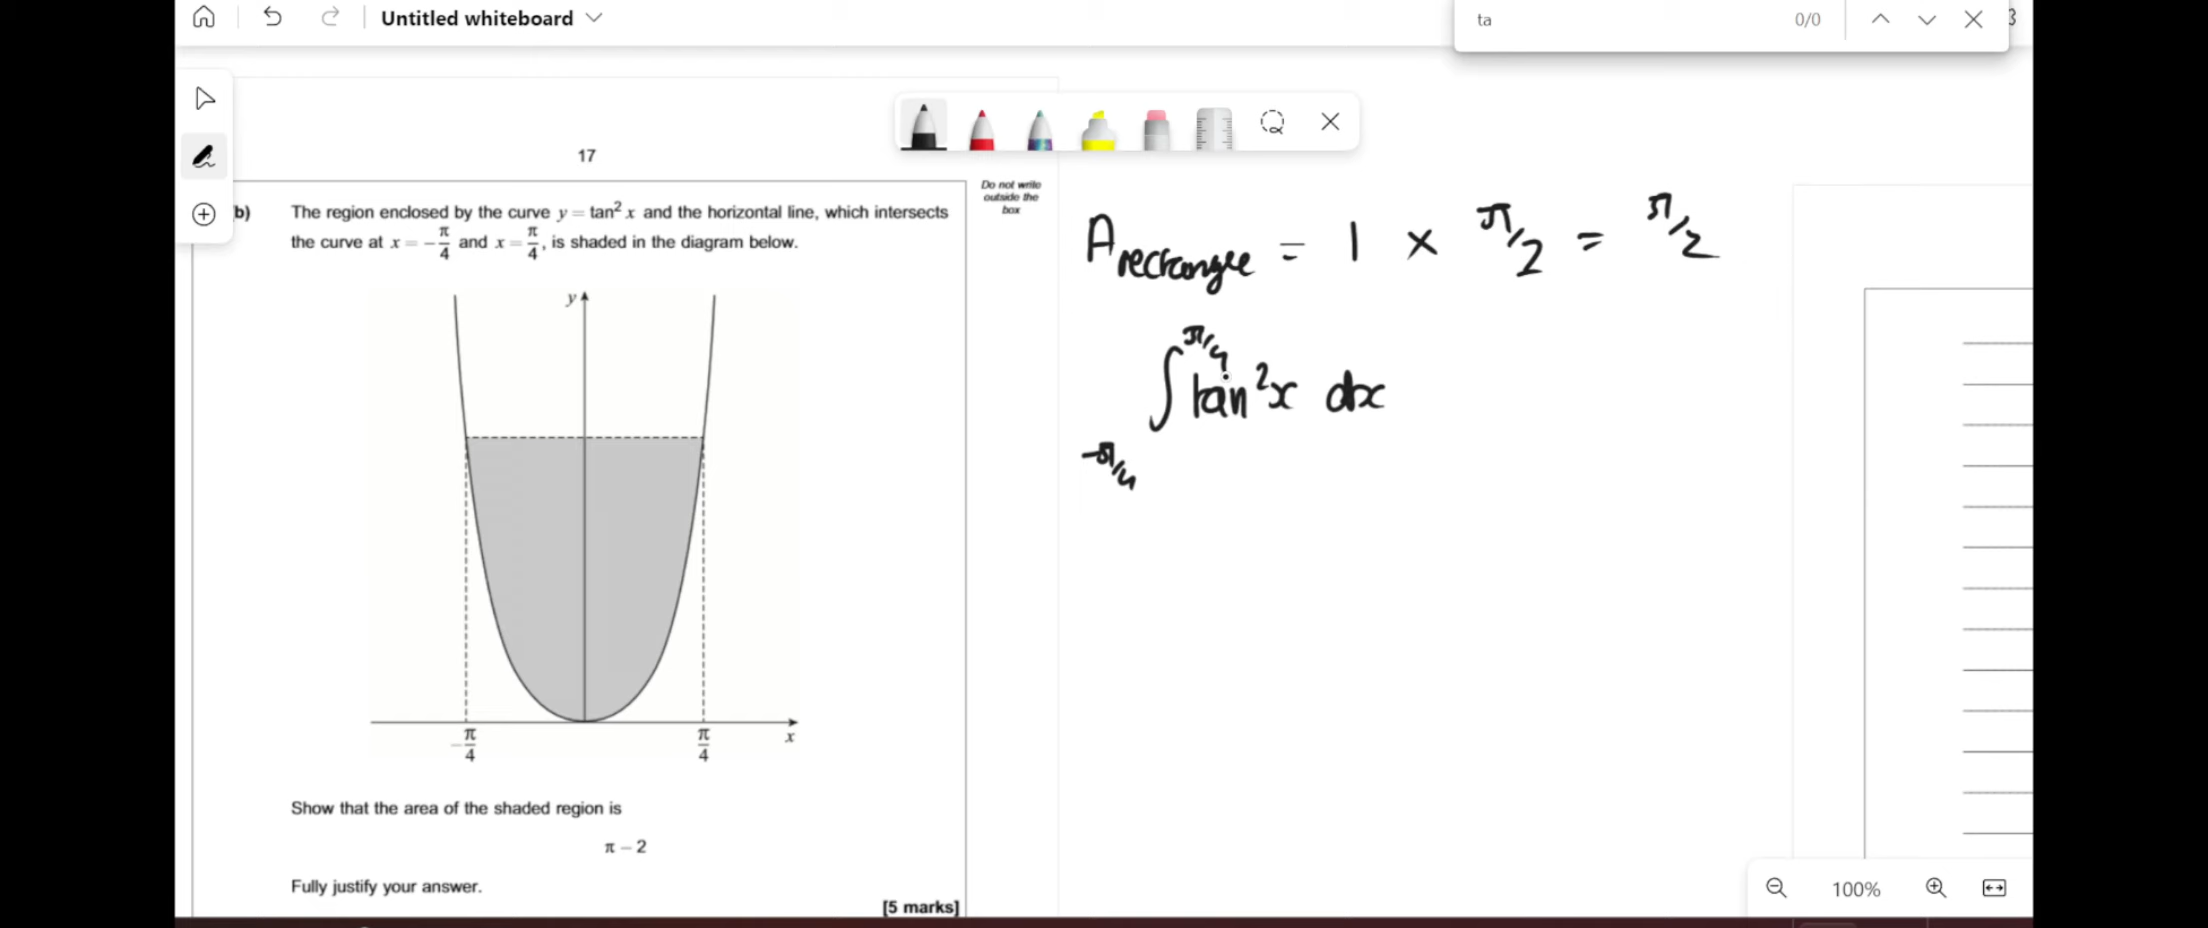 Untitled whiteboard
ta
0/0
17
Do not write
outside the
box
b) The region enclosed by the curve y = tan² x and the horizontal line, which intersects
the curve at x = −π/4 and x = π/4, is shaded in the diagram below.
y
x
−π/4
π/4
Show that the area of the shaded region is
π − 2
Fully justify your answer.
[5 marks]
A rectangle = 1 × π/2 = π/2
∫ π/4 tan²x dx
-π/4
100%